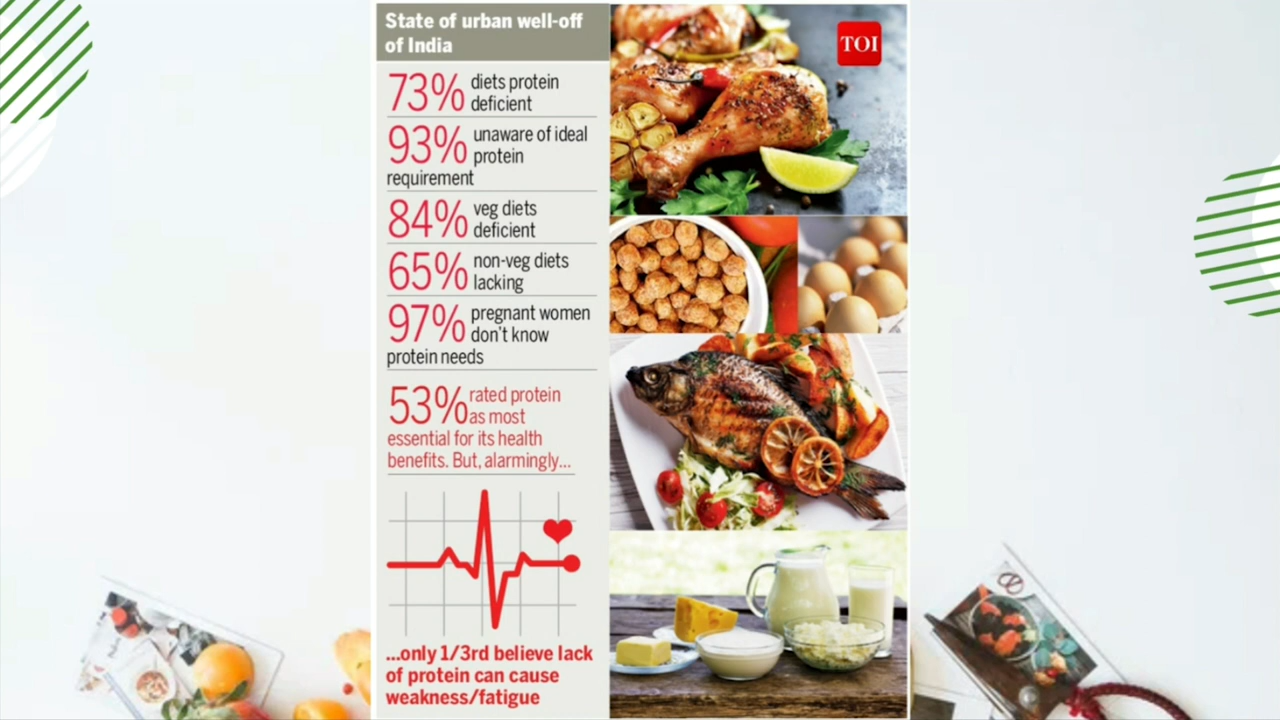 State of urban well-off
of India
TOI
73% diets protein
deficient
93% unaware of ideal
protein
requirement
84% veg diets
deficient
65% non-veg diets
lacking
97% pregnant women
don't know
protein needs
53% rated protein
as most
essential for its health
benefits. But, alarmingly...
...only 1/3rd believe lack
of protein can cause
weakness/fatigue